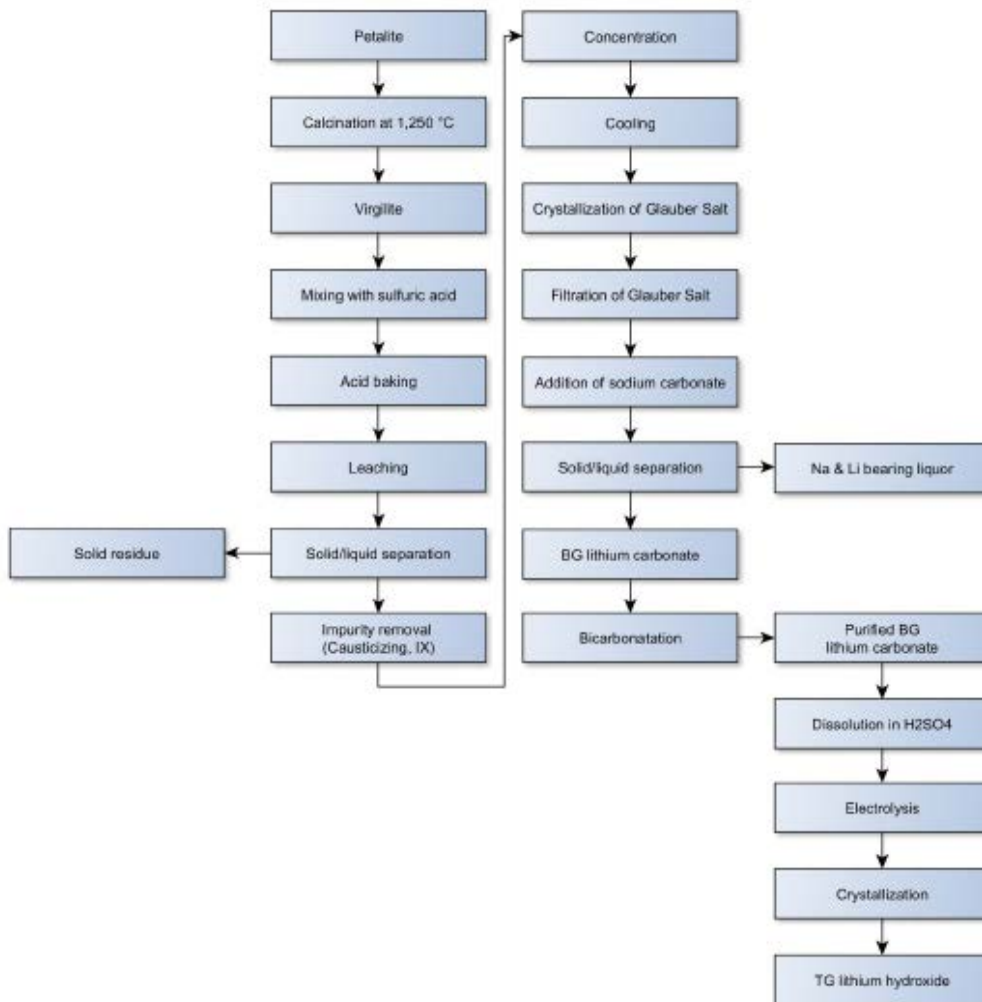 Petalite
Calcination at 1,250 °C
Virgilite
Mixing with sulfuric acid
Acid baking
Leaching
Solid residue
Solid/liquid separation
Impurity removal
(Causticizing, IX)
Concentration
Cooling
Crystallization of Glauber Salt
Filtration of Glauber Salt
Addition of sodium carbonate
Solid/liquid separation
Na & Li bearing liquor
BG lithium carbonate
Bicarbonatation
Purified BG
lithium carbonate
Dissolution in H2SO4
Electrolysis
Crystallization
TG lithium hydroxide